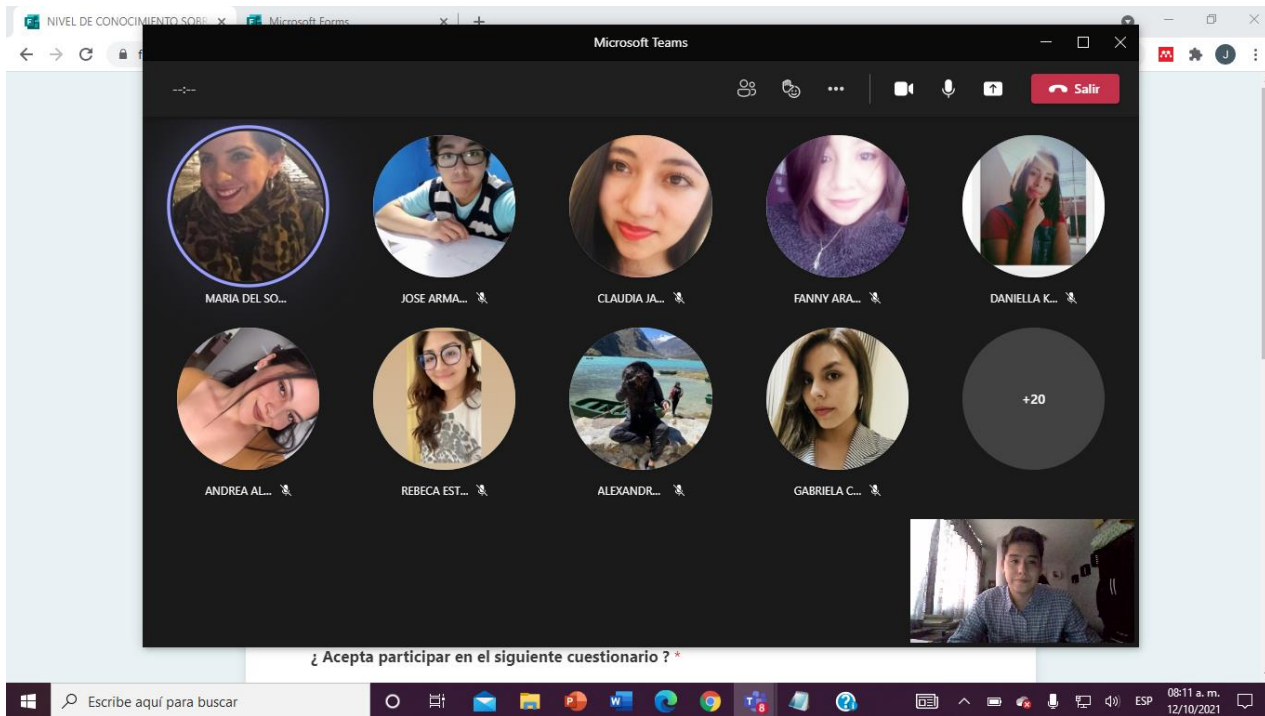 NIVEL DE CONOCIMIENTO SOBR
Microsoft Forms
Microsoft Teams
J
--:--
Salir
MARIA DEL SO...
JOSE ARMA...
CLAUDIA JA...
FANNY ARA...
DANIELLA K...
ANDREA AL...
REBECA EST...
ALEXANDR...
GABRIELA C...
+20
¿ Acepta participar en el siguiente cuestionario ? *
Escribe aquí para buscar
8
ESP
08:11 a. m.
12/10/2021